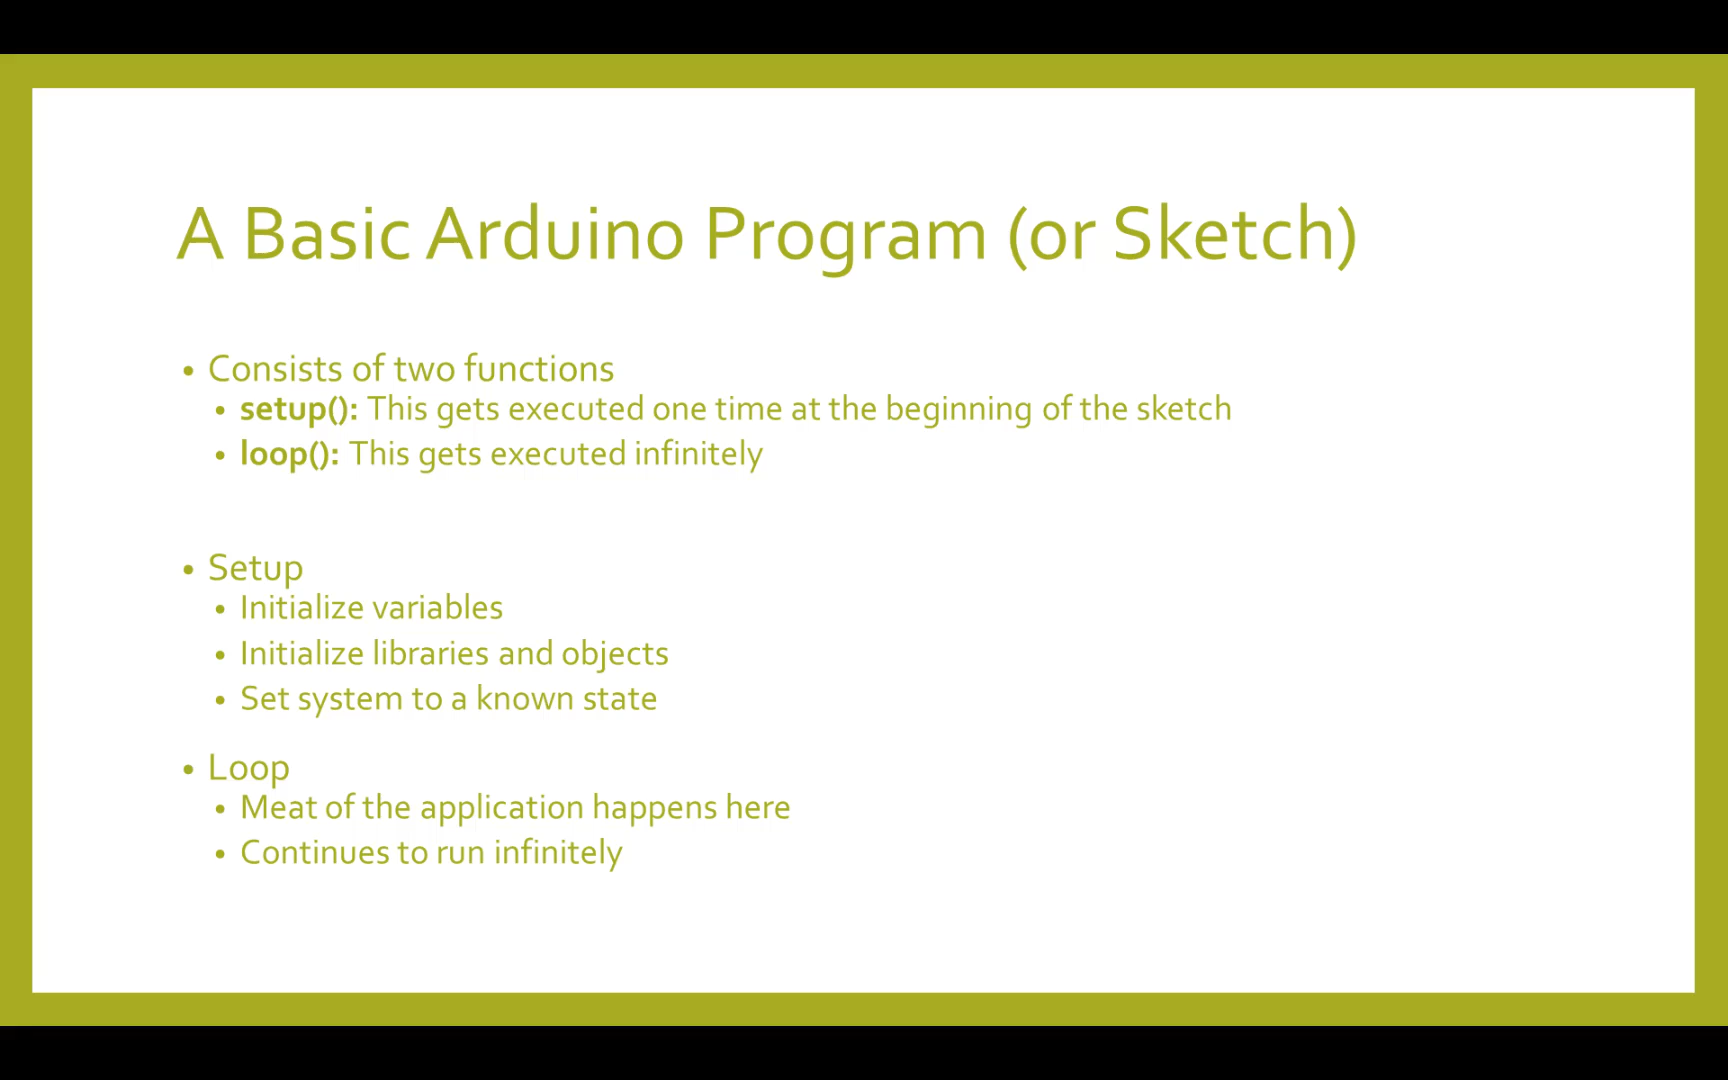 A Basic Arduino Program (or Sketch)
• Consists of two functions
• setup(): This gets executed one time at the beginning of the sketch
• loop(): This gets executed infinitely
• Setup
• Initialize variables
• Initialize libraries and objects
• Set system to a known state
• Loop
• Meat of the application happens here
• Continues to run infinitely